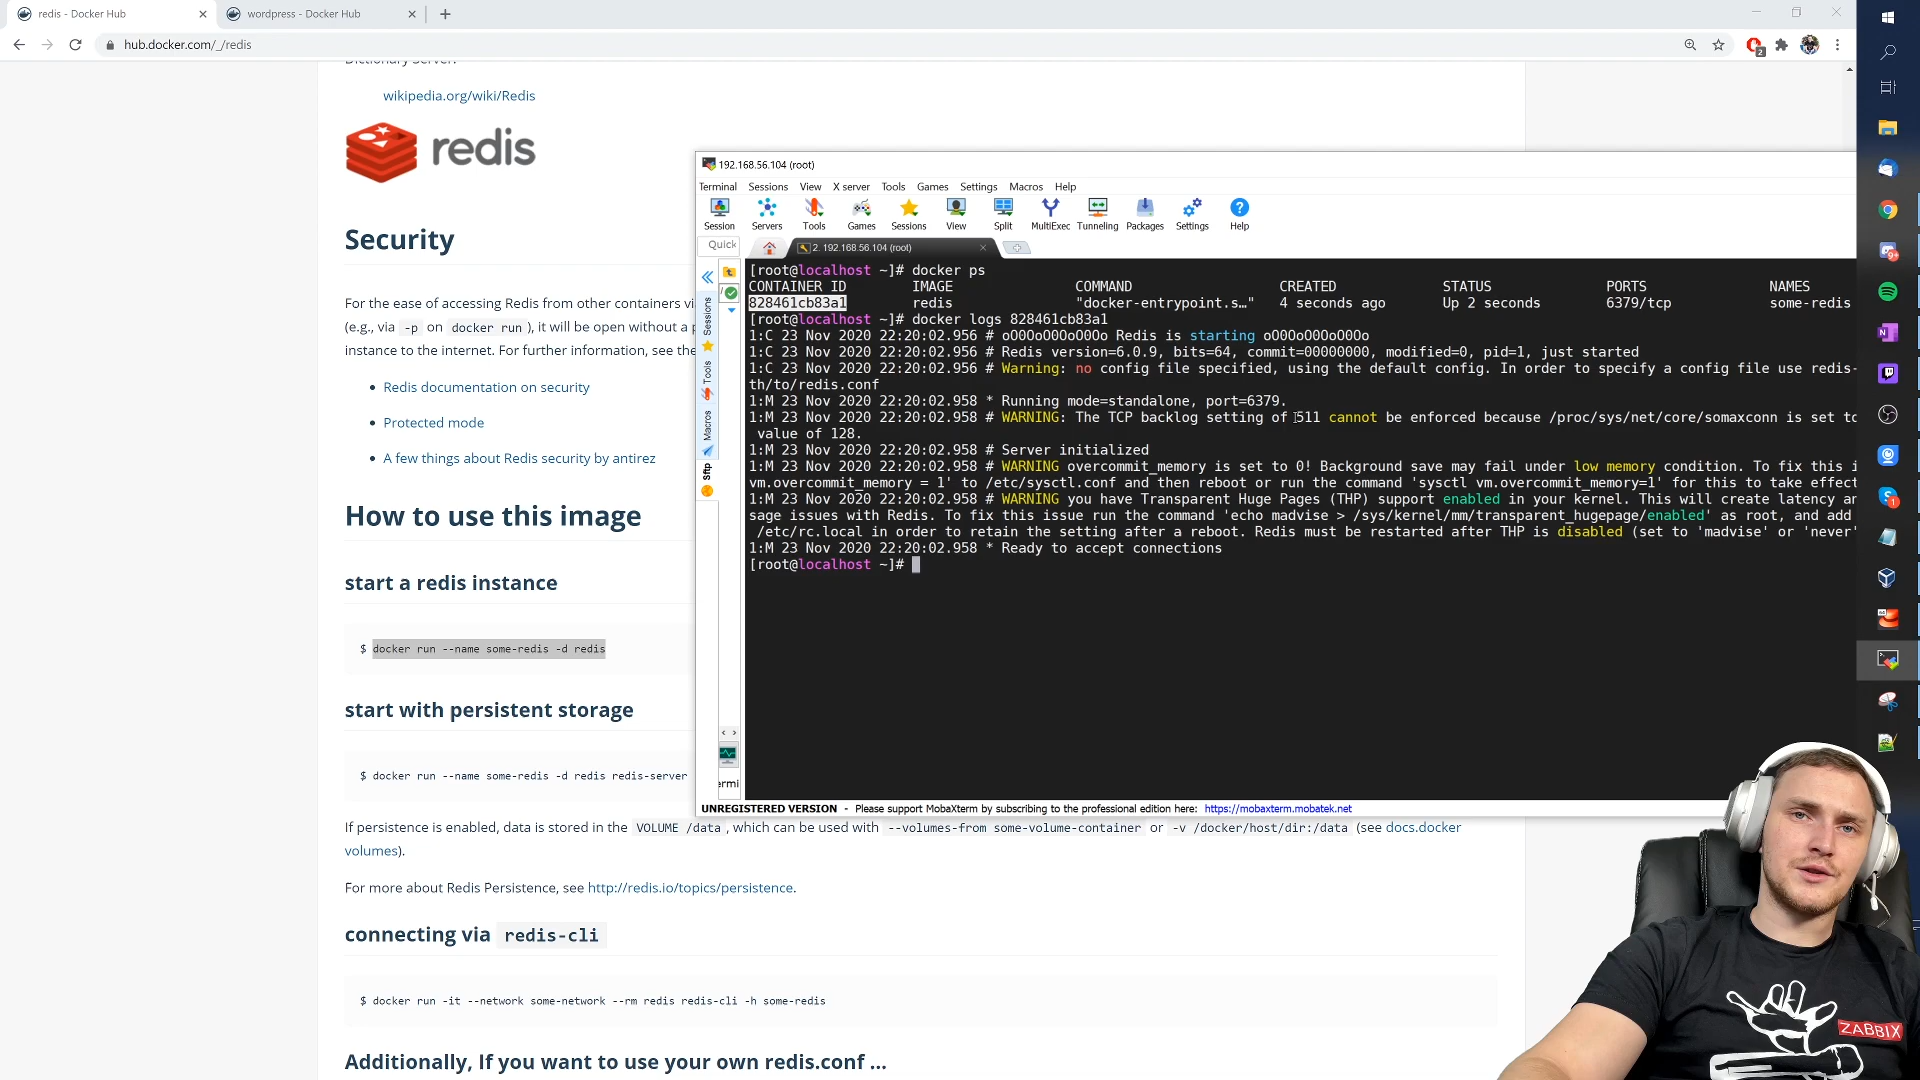 redis - Docker Hub
wordpress - Docker Hub
hub.docker.com/_/redis
2
Dictionary Server.
wikipedia.org/wiki/Redis
redis
Security
For the ease of accessing Redis from other containers vi
(e.g., via -p on docker run), it will be open without a p
instance to the internet. For further information, see the
Redis documentation on security
Protected mode
A few things about Redis security by antirez
How to use this image
start a redis instance
$ docker run --name some-redis -d redis
start with persistent storage
$ docker run --name some-redis -d redis redis-server
If persistence is enabled, data is stored in the VOLUME /data, which can be used with --volumes-from some-volume-container or -v /docker/host/dir:/data (see docs.docker
volumes).
For more about Redis Persistence, see http://redis.io/topics/persistence.
connecting via redis-cli
$ docker run -it --network some-network --rm redis redis-cli -h some-redis
Additionally, If you want to use your own redis.conf ...
192.168.56.104 (root)
Terminal Sessions View X server Tools Games Settings Macros Help
Session Servers Tools Games Sessions View Split MultiExec Tunneling Packages Settings Help
Quick
2. 192.168.56.104 (root)
Sessions
Tools
Macros
Sftp
ermi
[root@localhost ~]# docker ps
CONTAINER ID IMAGE COMMAND CREATED STATUS PORTS NAMES
828461cb83a1 redis "docker-entrypoint.s…" 4 seconds ago Up 2 seconds 6379/tcp some-redis
[root@localhost ~]# docker logs 828461cb83a1
1:C 23 Nov 2020 22:20:02.956 # oO0OoO0OoO0Oo Redis is starting oO0OoO0OoO0Oo
1:C 23 Nov 2020 22:20:02.956 # Redis version=6.0.9, bits=64, commit=00000000, modified=0, pid=1, just started
1:C 23 Nov 2020 22:20:02.956 # Warning: no config file specified, using the default config. In order to specify a config file use redis-
th/to/redis.conf
1:M 23 Nov 2020 22:20:02.958 * Running mode=standalone, port=6379.
1:M 23 Nov 2020 22:20:02.958 # WARNING: The TCP backlog setting of 511 cannot be enforced because /proc/sys/net/core/somaxconn is set to
value of 128.
1:M 23 Nov 2020 22:20:02.958 # Server initialized
1:M 23 Nov 2020 22:20:02.958 # WARNING overcommit_memory is set to 0! Background save may fail under low memory condition. To fix this i
vm.overcommit_memory = 1' to /etc/sysctl.conf and then reboot or run the command 'sysctl vm.overcommit_memory=1' for this to take effect
1:M 23 Nov 2020 22:20:02.958 # WARNING you have Transparent Huge Pages (THP) support enabled in your kernel. This will create latency an
sage issues with Redis. To fix this issue run the command 'echo madvise > /sys/kernel/mm/transparent_hugepage/enabled' as root, and add
/etc/rc.local in order to retain the setting after a reboot. Redis must be restarted after THP is disabled (set to 'madvise' or 'never'
1:M 23 Nov 2020 22:20:02.958 * Ready to accept connections
[root@localhost ~]#
UNREGISTERED VERSION - Please support MobaXterm by subscribing to the professional edition here: https://mobaxterm.mobatek.net
ZABBIX